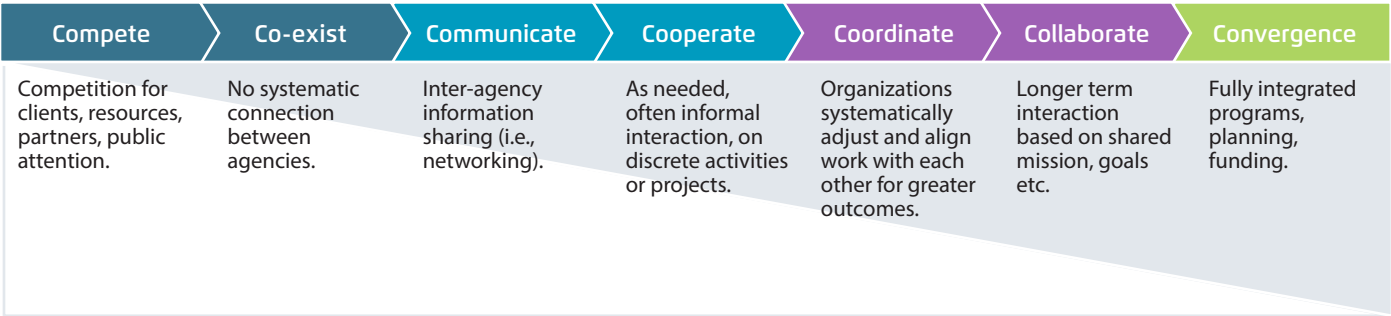 Compete
Co-exist
Communicate
Cooperate
Coordinate
Collaborate
Convergence
Competition for
clients, resources,
partners, public
attention.
No systematic
connection
between
agencies.
Inter-agency
information
sharing (i.e.,
networking).
As needed,
often informal
interaction, on
discrete activities
or projects.
Organizations
systematically
adjust and align
work with each
other for greater
outcomes.
Longer term
interaction
based on shared
mission, goals
etc.
Fully integrated
programs,
planning,
funding.